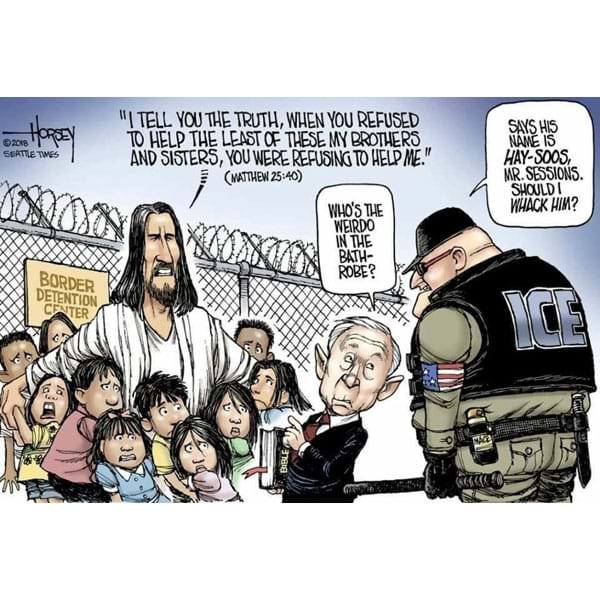 HORSEY
©2018
SEATTLE TIMES
"I TELL YOU THE TRUTH, WHEN YOU REFUSED
TO HELP THE LEAST OF THESE MY BROTHERS
AND SISTERS, YOU WERE REFUSING TO HELP ME."
(MATTHEW 25:40)
SAYS HIS
NAME IS
HAY-SOOS,
MR. SESSIONS.
SHOULD I
WHACK HIM?
WHO'S THE
WEIRDO
IN THE
BATH-
ROBE?
BORDER
DETENTION
CENTER
ICE
BIBLE
MACE